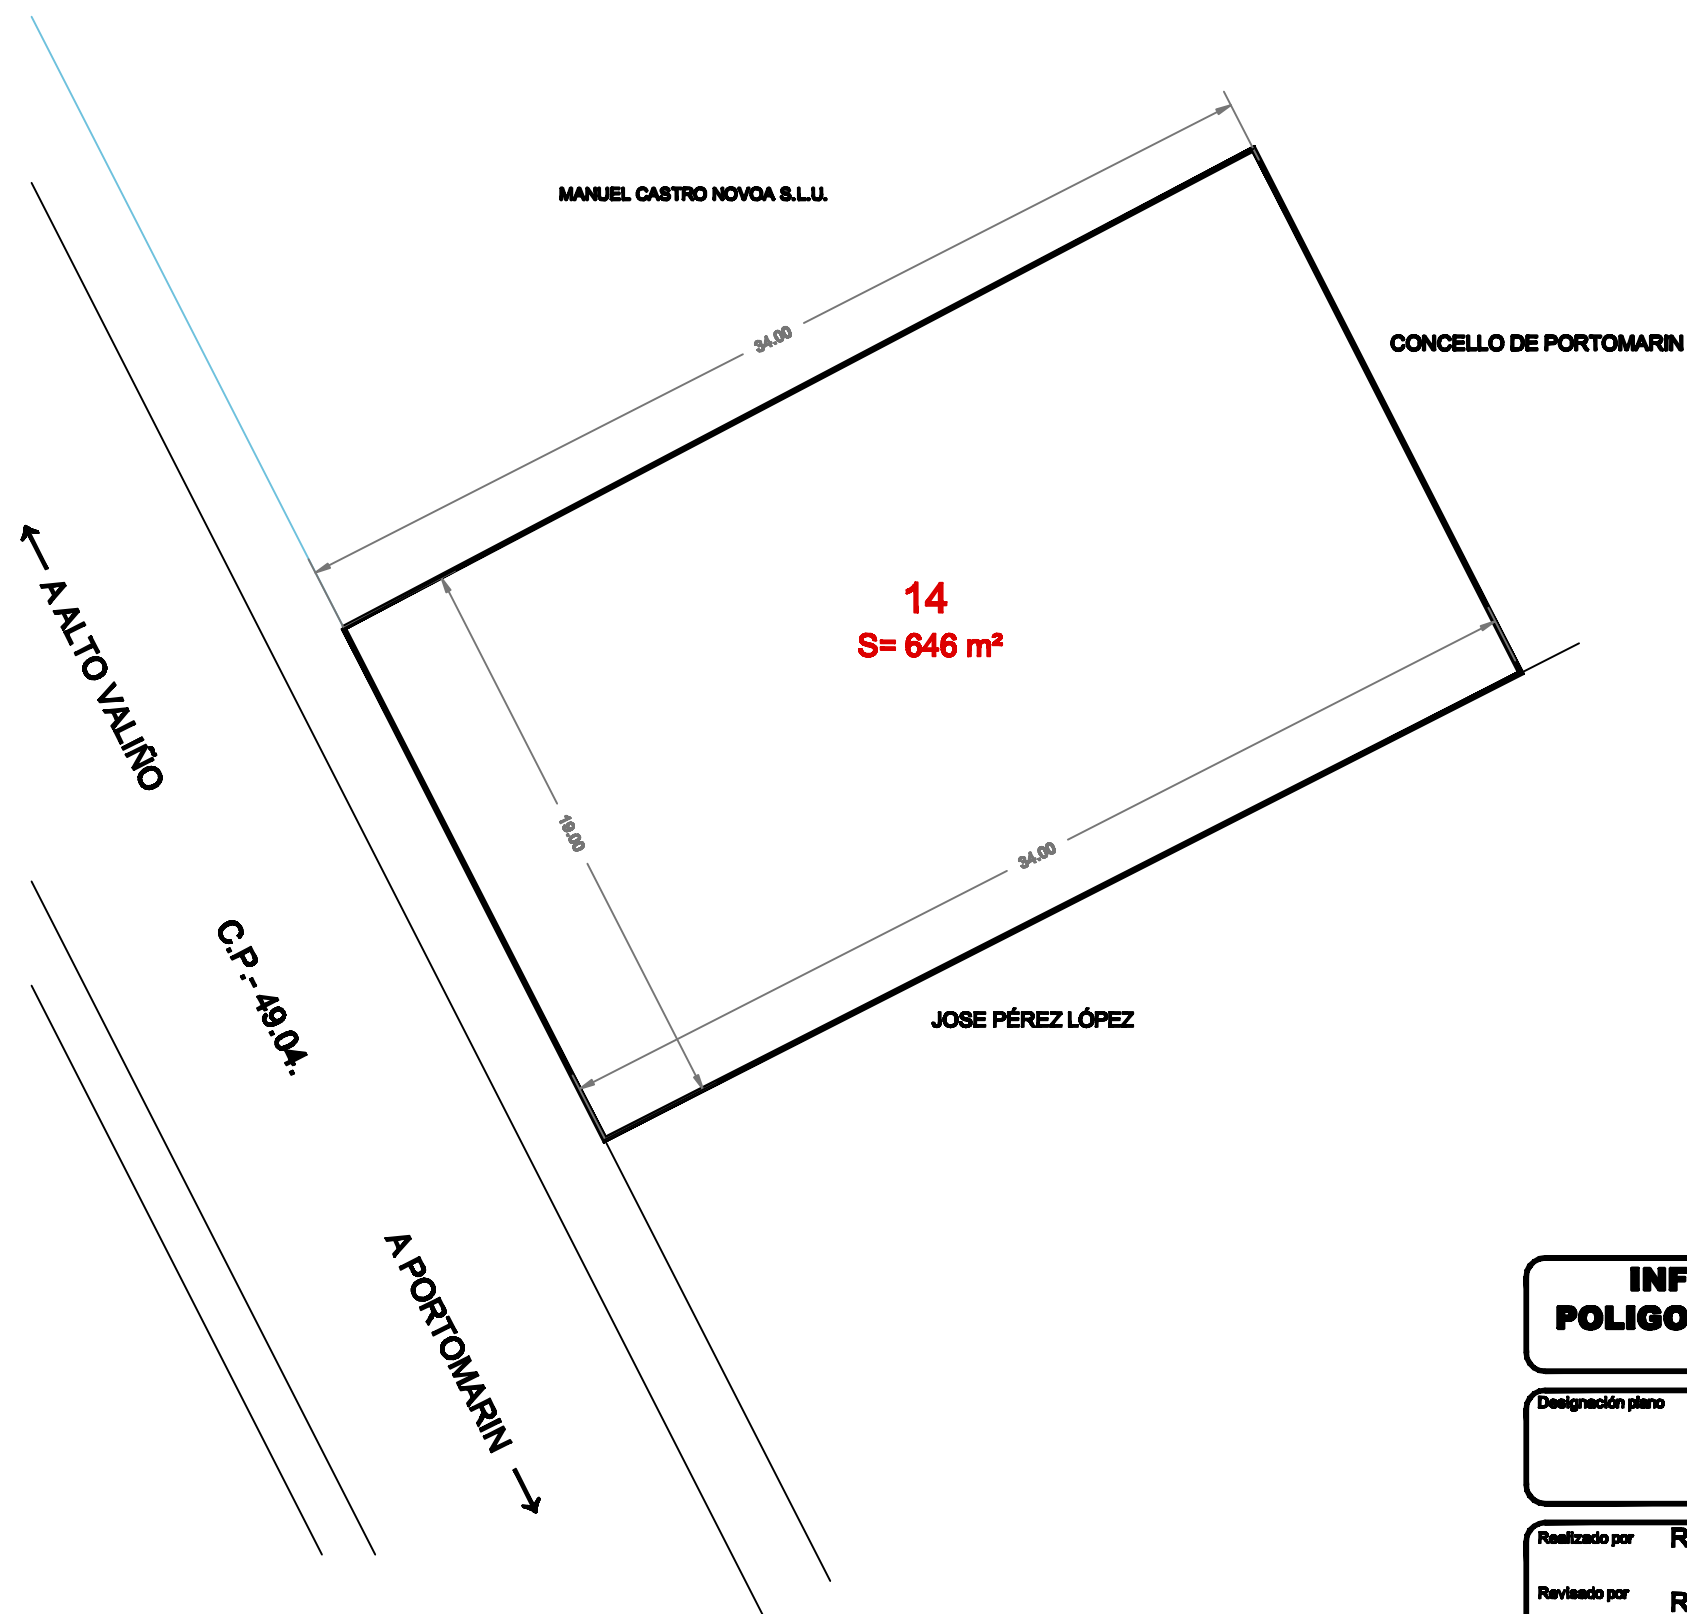 MANUEL CASTRO NOVOA S.L.U.
34.00
CONCELLO DE PORTOMARIN
14
S= 646 m²
← A ALTO VALIÑO
19.00
34.00
C.P.- 49.04.
JOSE PÉREZ LÓPEZ
A PORTOMARIN →
INF
POLIGO
Designación plano
Realizado por R
Revisado por R